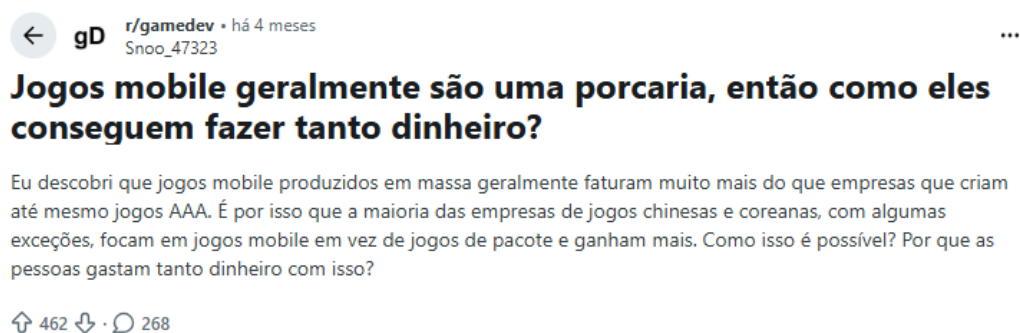 gD
r/gamedev • há 4 meses
Snoo_47323
Jogos mobile geralmente são uma porcaria, então como eles
conseguem fazer tanto dinheiro?
Eu descobri que jogos mobile produzidos em massa geralmente faturam muito mais do que empresas que criam
até mesmo jogos AAA. É por isso que a maioria das empresas de jogos chinesas e coreanas, com algumas
exceções, focam em jogos mobile em vez de jogos de pacote e ganham mais. Como isso é possível? Por que as
pessoas gastam tanto dinheiro com isso?
462 · 268